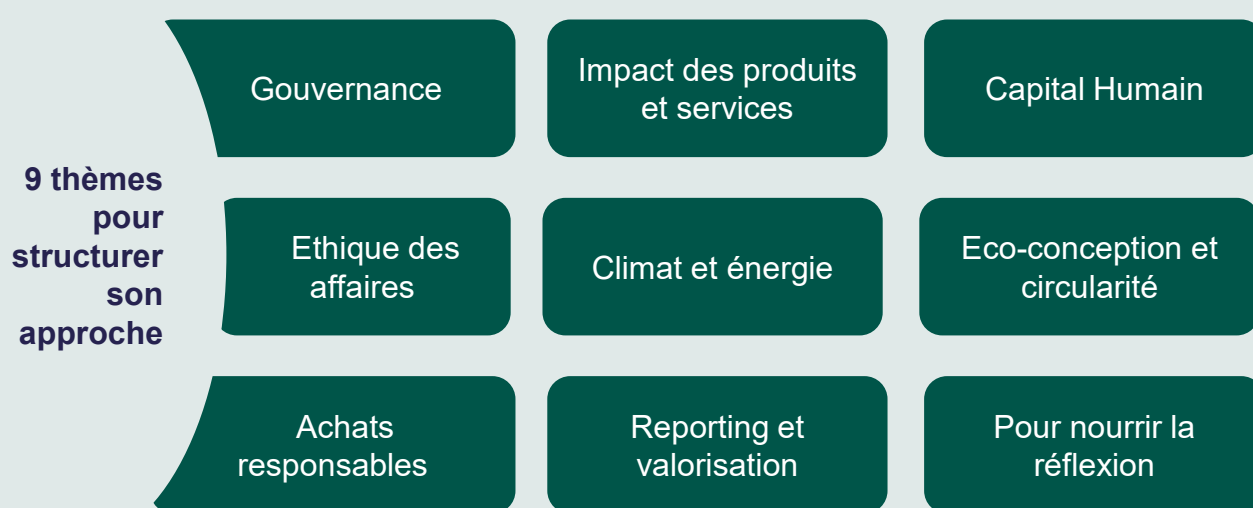 9 thèmes
pour
structurer
son
approche
Gouvernance
Impact des produits
et services
Capital Humain
Ethique des
affaires
Climat et énergie
Eco-conception et
circularité
Achats
responsables
Reporting et
valorisation
Pour nourrir la
réflexion